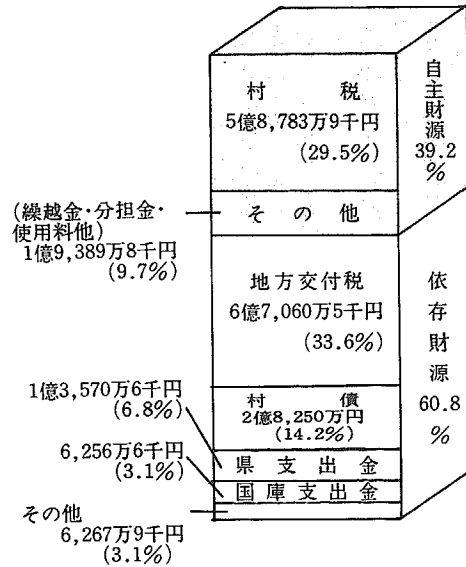 村税
5億8,783万9千円
(29.5%)
その他
(繰越金・分担金・
使用料他)
1億9,389万8千円
(9.7%)
自主財源
39.2
%
地方交付税
6億7,060万5千円
(33.6%)
村債
2億8,250万円
(14.2%)
県支出金
1億3,570万6千円
(6.8%)
国庫支出金
6,256万6千円
(3.1%)
その他
6,267万9千円
(3.1%)
依存財源
60.8
%